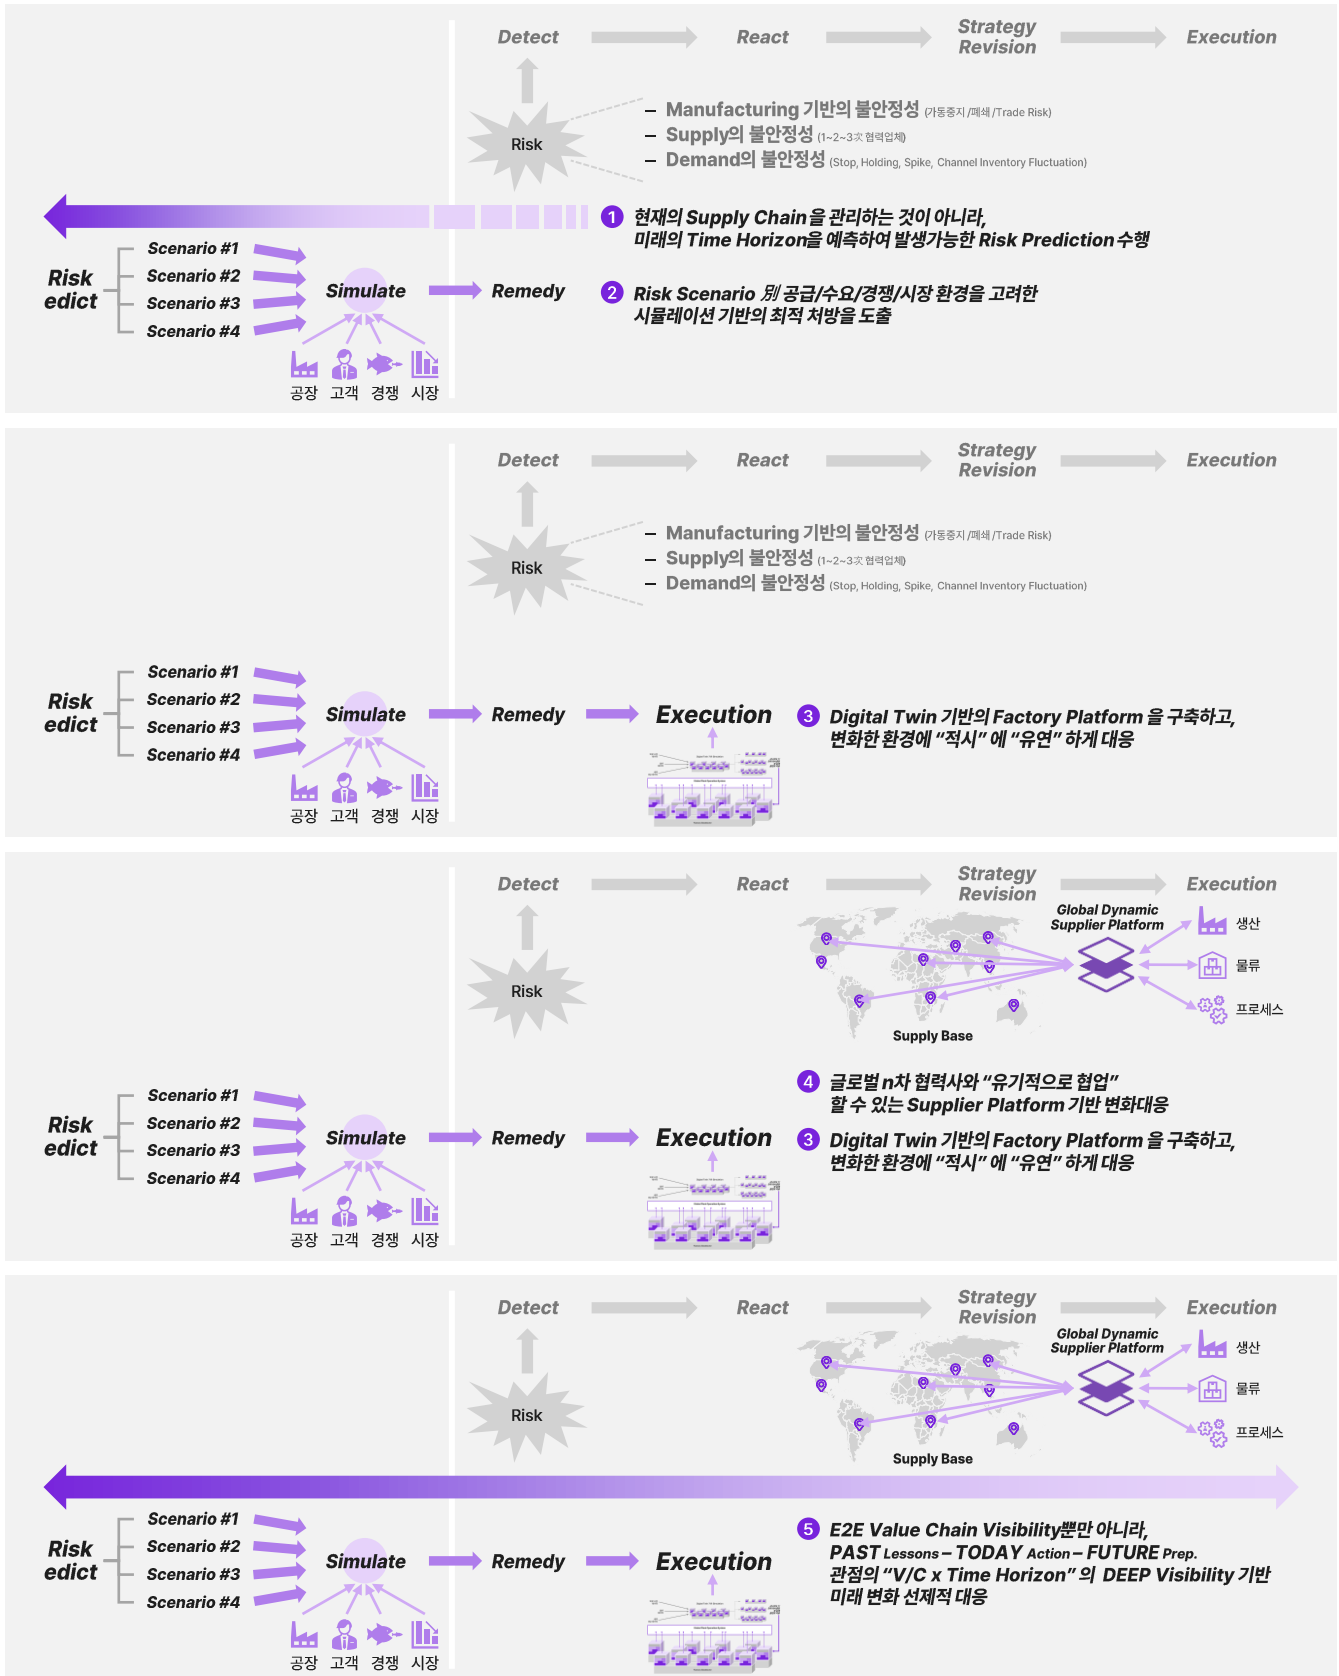 Detect
React
Strategy
Revision
Execution
Risk
– Manufacturing 기반의 불안정성 (가동중지/폐쇄/Trade Risk)
– Supply의 불안정성 (1~2~3次 협력업체)
– Demand의 불안정성 (Stop, Holding, Spike, Channel Inventory Fluctuation)
1 현재의 Supply Chain을 관리하는 것이 아니라,
미래의 Time Horizon을 예측하여 발생가능한 Risk Prediction 수행
Risk
edict
Scenario #1
Scenario #2
Scenario #3
Scenario #4
Simulate
Remedy
2 Risk Scenario 別 공급/수요/경쟁/시장 환경을 고려한
시뮬레이션 기반의 최적 처방을 도출
공장 고객 경쟁 시장
Detect
React
Strategy
Revision
Execution
Risk
– Manufacturing 기반의 불안정성 (가동중지/폐쇄/Trade Risk)
– Supply의 불안정성 (1~2~3次 협력업체)
– Demand의 불안정성 (Stop, Holding, Spike, Channel Inventory Fluctuation)
Risk
edict
Scenario #1
Scenario #2
Scenario #3
Scenario #4
Simulate
Remedy
Execution
3 Digital Twin 기반의 Factory Platform 을 구축하고,
변화한 환경에 “적시” 에 “유연” 하게 대응
공장 고객 경쟁 시장
Detect
React
Strategy
Revision
Execution
Risk
Global Dynamic
Supplier Platform
생산
물류
프로세스
Supply Base
4 글로벌 n차 협력사와 “유기적으로 협업”
할 수 있는 Supplier Platform 기반 변화대응
Risk
edict
Scenario #1
Scenario #2
Scenario #3
Scenario #4
Simulate
Remedy
Execution
3 Digital Twin 기반의 Factory Platform 을 구축하고,
변화한 환경에 “적시” 에 “유연” 하게 대응
공장 고객 경쟁 시장
Detect
React
Strategy
Revision
Execution
Risk
Global Dynamic
Supplier Platform
생산
물류
프로세스
Supply Base
Risk
edict
Scenario #1
Scenario #2
Scenario #3
Scenario #4
Simulate
Remedy
Execution
5 E2E Value Chain Visibility뿐만 아니라,
PAST Lessons – TODAY Action – FUTURE Prep.
관점의 “V/C x Time Horizon” 의 DEEP Visibility 기반
미래 변화 선제적 대응
공장 고객 경쟁 시장